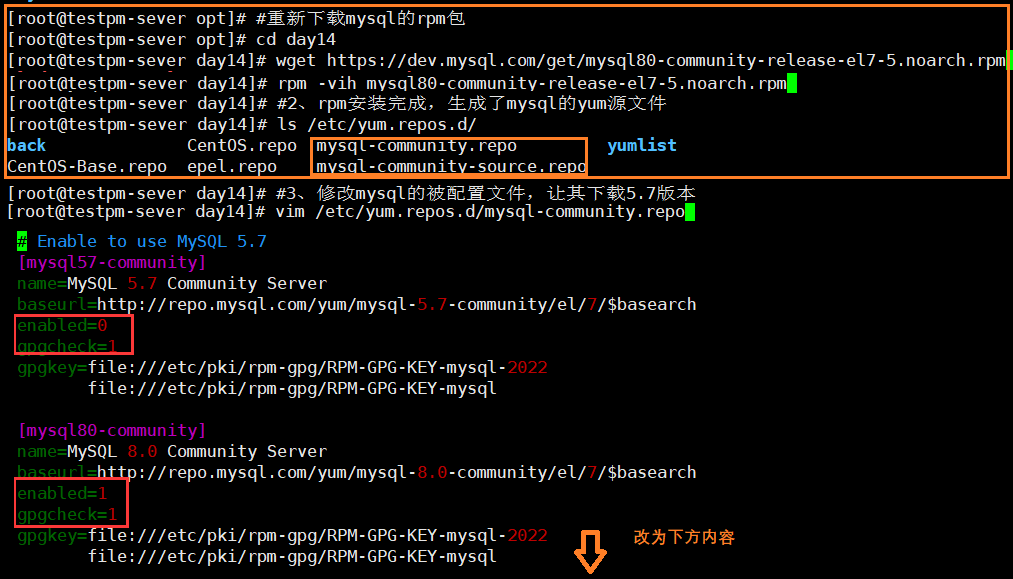 [root@testpm-sever opt]# #重新下载mysql的rpm包
[root@testpm-sever opt]# cd day14
[root@testpm-sever day14]# wget https://dev.mysql.com/get/mysql80-community-release-el7-5.noarch.rpm
[root@testpm-sever day14]# rpm -vih mysql80-community-release-el7-5.noarch.rpm
[root@testpm-sever day14]# #2、rpm安装完成，生成了mysql的yum源文件
[root@testpm-sever day14]# ls /etc/yum.repos.d/
back CentOS.repo mysql-community.repo yumlist
CentOS-Base.repo epel.repo mysql-community-source.repo
[root@testpm-sever day14]# #3、修改mysql的被配置文件，让其下载5.7版本
[root@testpm-sever day14]# vim /etc/yum.repos.d/mysql-community.repo
# Enable to use MySQL 5.7
[mysql57-community]
name=MySQL 5.7 Community Server
baseurl=http://repo.mysql.com/yum/mysql-5.7-community/el/7/$basearch
enabled=0
gpgcheck=1
gpgkey=file:///etc/pki/rpm-gpg/RPM-GPG-KEY-mysql-2022
file:///etc/pki/rpm-gpg/RPM-GPG-KEY-mysql
[mysql80-community]
name=MySQL 8.0 Community Server
baseurl=http://repo.mysql.com/yum/mysql-8.0-community/el/7/$basearch
enabled=1
gpgcheck=1
gpgkey=file:///etc/pki/rpm-gpg/RPM-GPG-KEY-mysql-2022
file:///etc/pki/rpm-gpg/RPM-GPG-KEY-mysql
改为下方内容